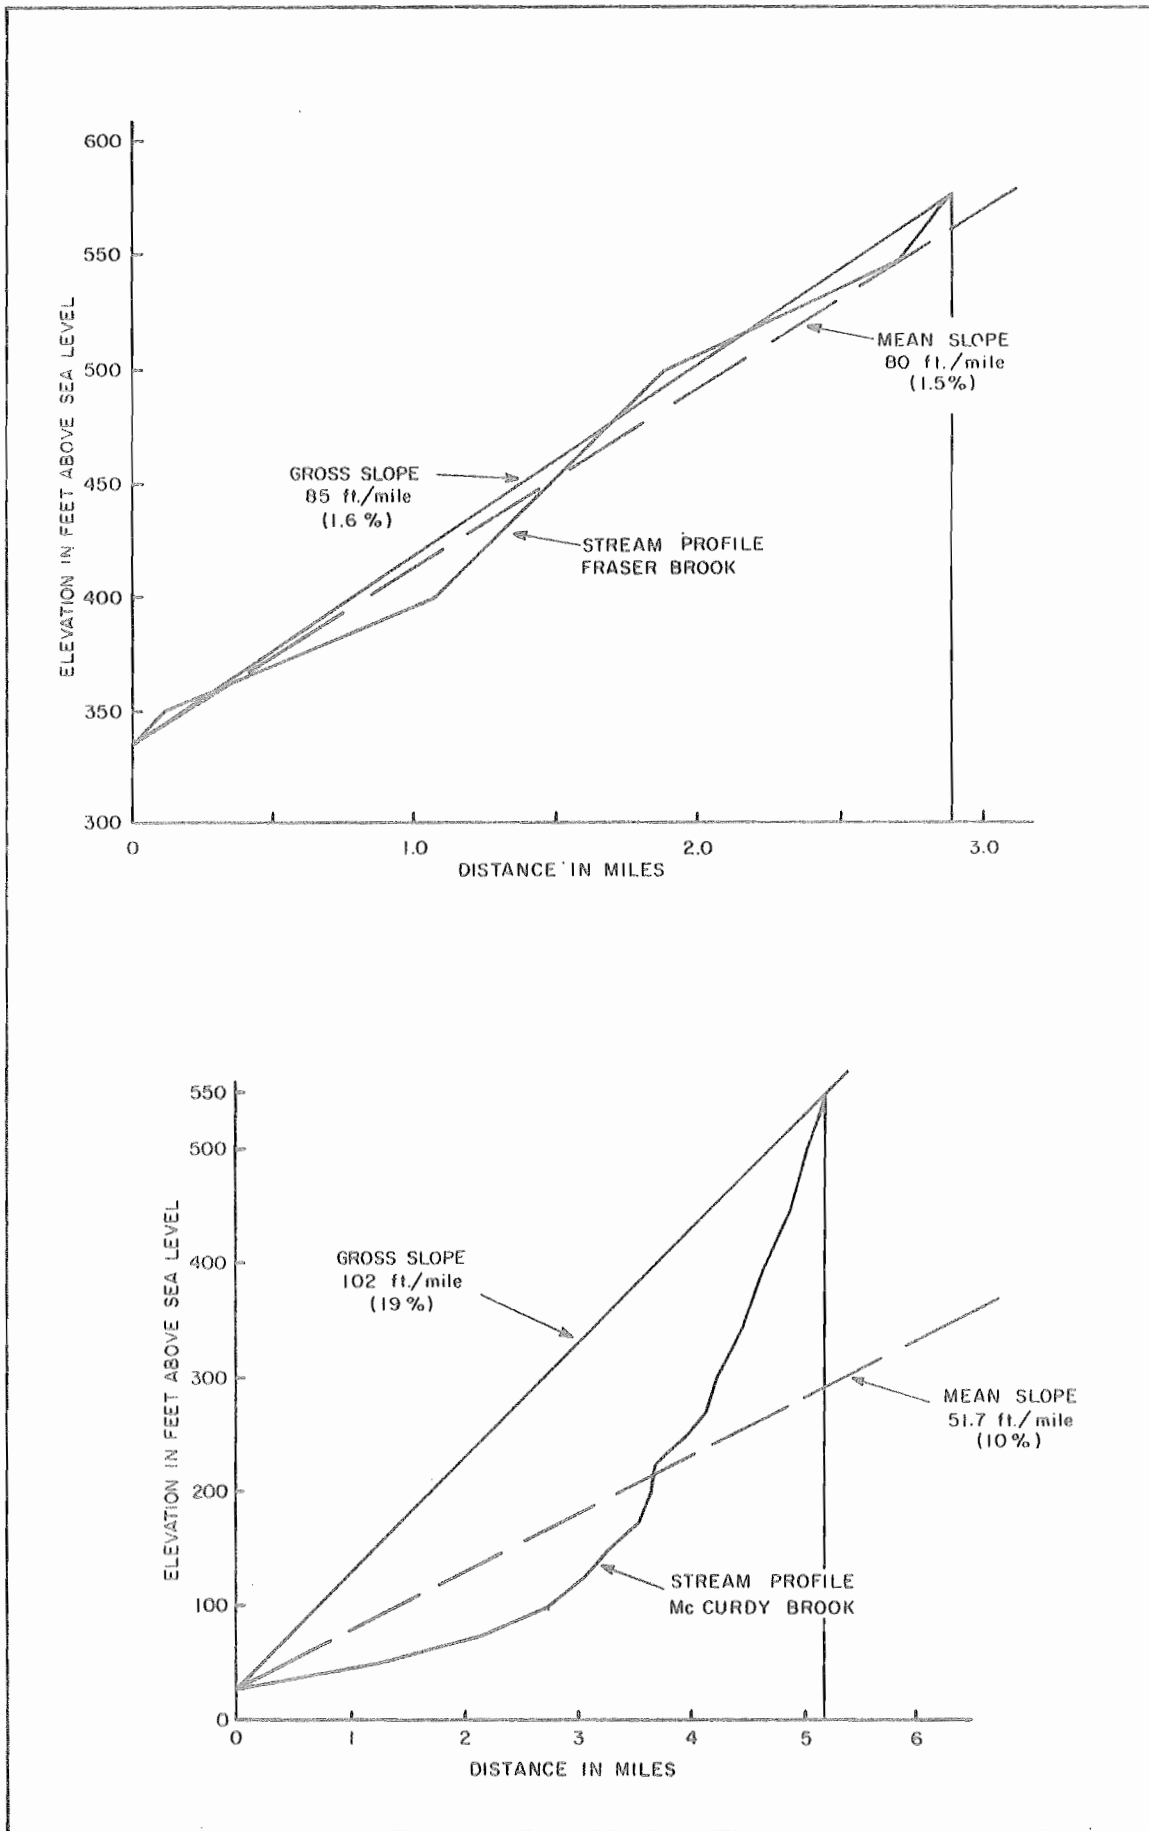 600
550
500
450
400
350
300
ELEVATION IN FEET ABOVE SEA LEVEL
MEAN SLOPE
80 ft./mile
(1.5%)
GROSS SLOPE
85 ft./mile
(1.6%)
STREAM PROFILE
FRASER BROOK
0 1.0 2.0 3.0
DISTANCE IN MILES
550
500
400
300
200
100
0
ELEVATION IN FEET ABOVE SEA LEVEL
GROSS SLOPE
102 ft./mile
(19%)
MEAN SLOPE
51.7 ft./mile
(10%)
STREAM PROFILE
Mc CURDY BROOK
0 1 2 3 4 5 6
DISTANCE IN MILES